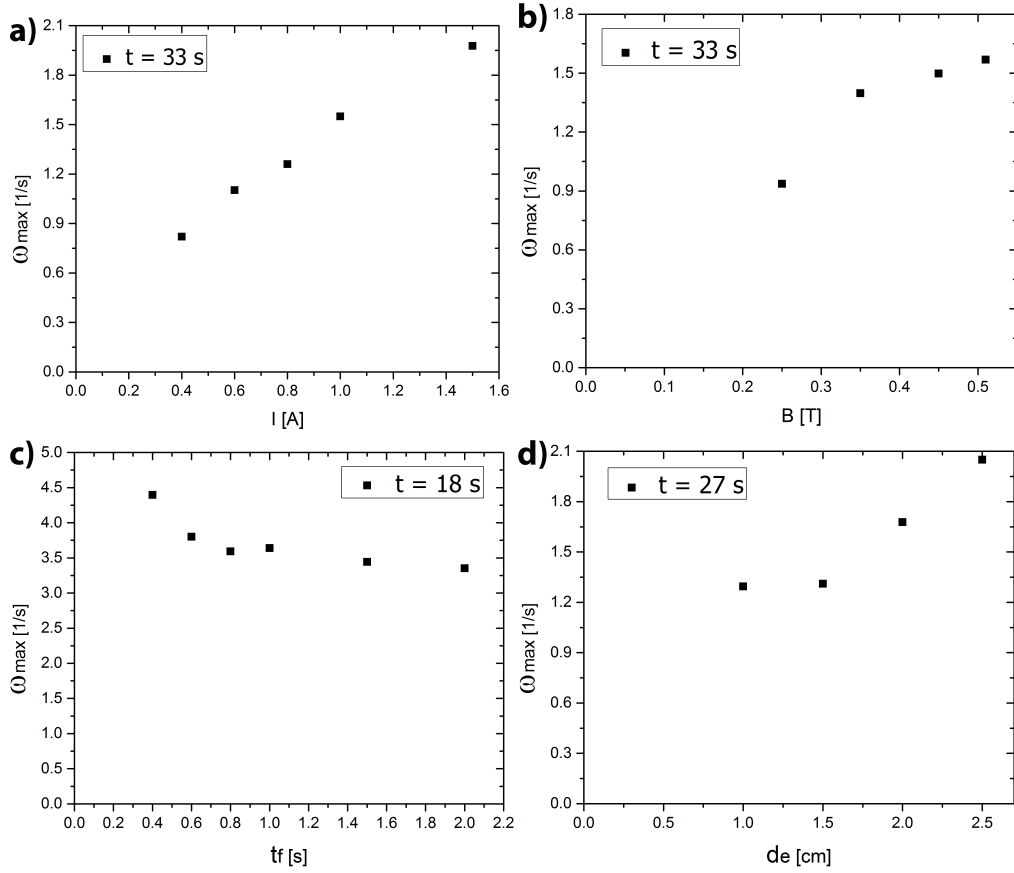 a)
t = 33 s
2.1
1.8
1.5
1.2
0.9
0.6
0.3
0.0
ωmax [1/s]
0.0 0.2 0.4 0.6 0.8 1.0 1.2 1.4 1.6
I [A]
b)
t = 33 s
1.8
1.5
1.2
0.9
0.6
0.3
0.0
ωmax [1/s]
0.0 0.1 0.2 0.3 0.4 0.5
B [T]
c)
t = 18 s
5.0
4.5
4.0
3.5
3.0
2.5
2.0
1.5
1.0
0.5
0.0
ωmax [1/s]
0.0 0.2 0.4 0.6 0.8 1.0 1.2 1.4 1.6 1.8 2.0 2.2
tf [s]
d)
t = 27 s
2.1
1.8
1.5
1.2
0.9
0.6
0.3
0.0
ωmax [1/s]
0.0 0.5 1.0 1.5 2.0 2.5
de [cm]